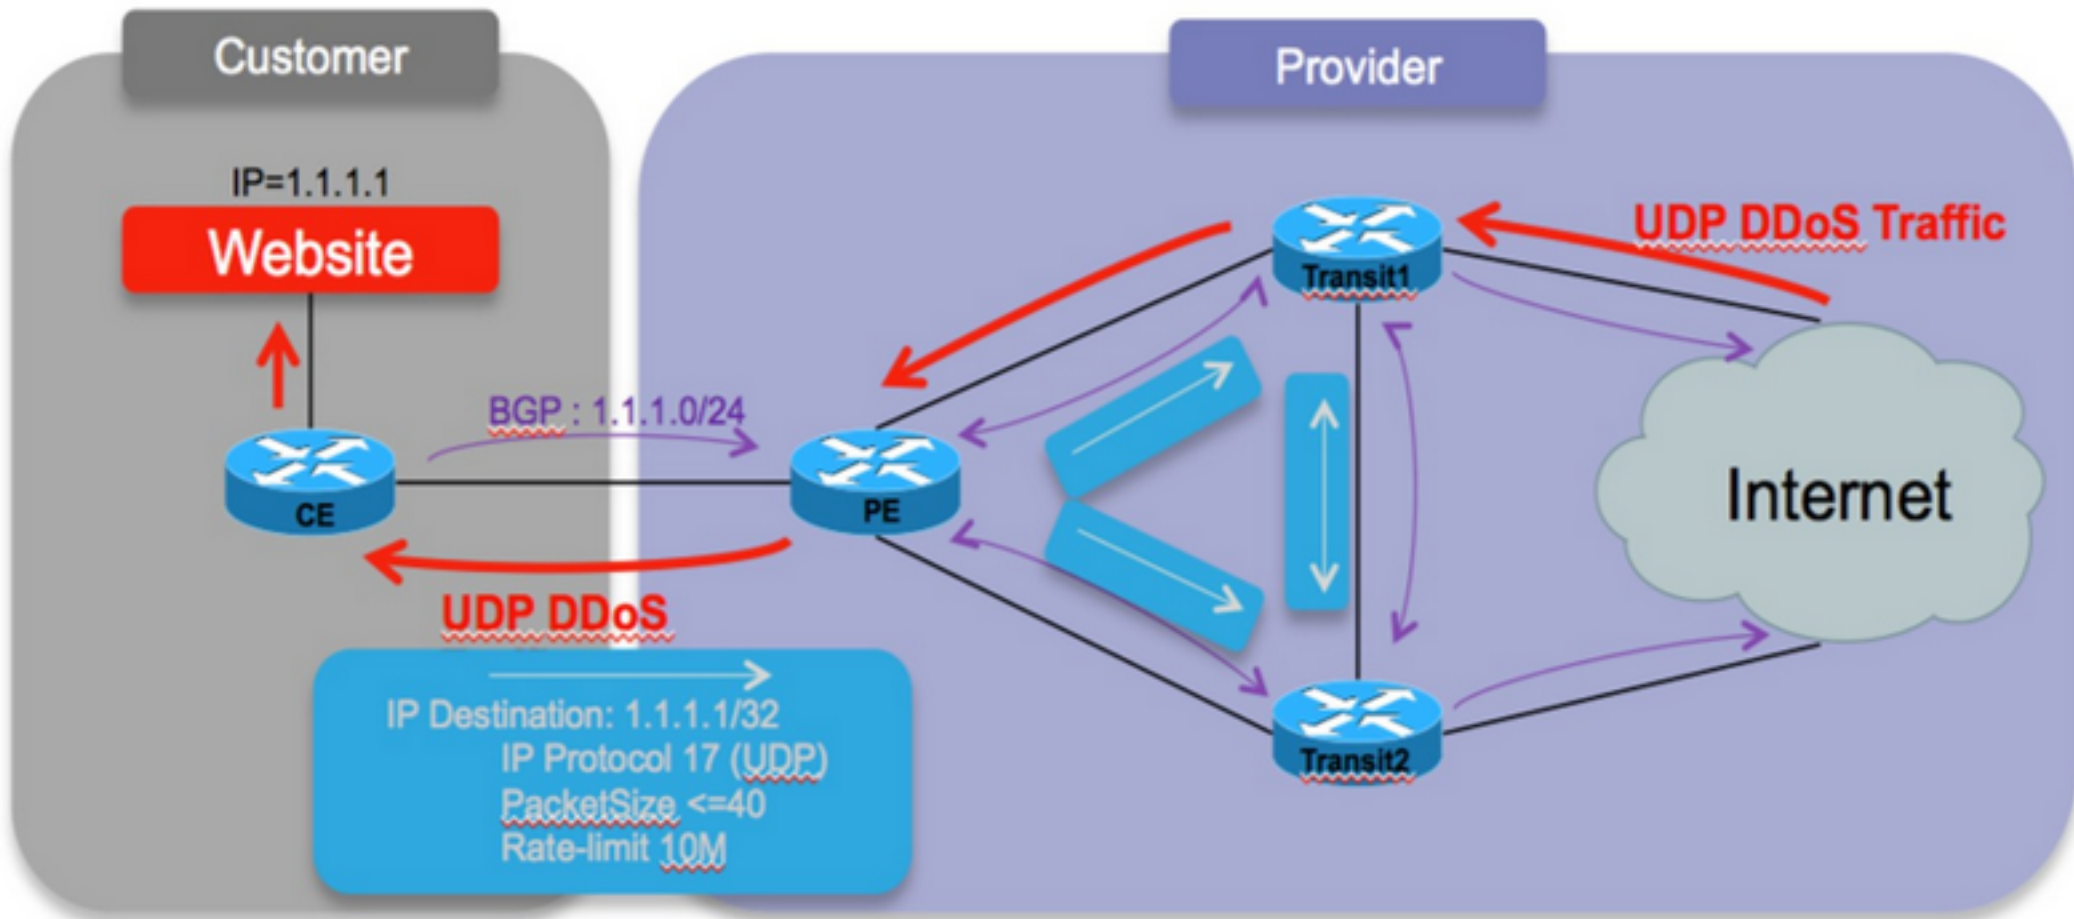 Customer
Provider
IP=1.1.1.1
Website
UDP DDoS Traffic
Transit1
BGP : 1.1.1.0/24
CE
PE
Internet
UDP DDoS
IP Destination: 1.1.1.1/32
IP Protocol 17 (UDP)
PacketSize <=40
Rate-limit 10M
Transit2